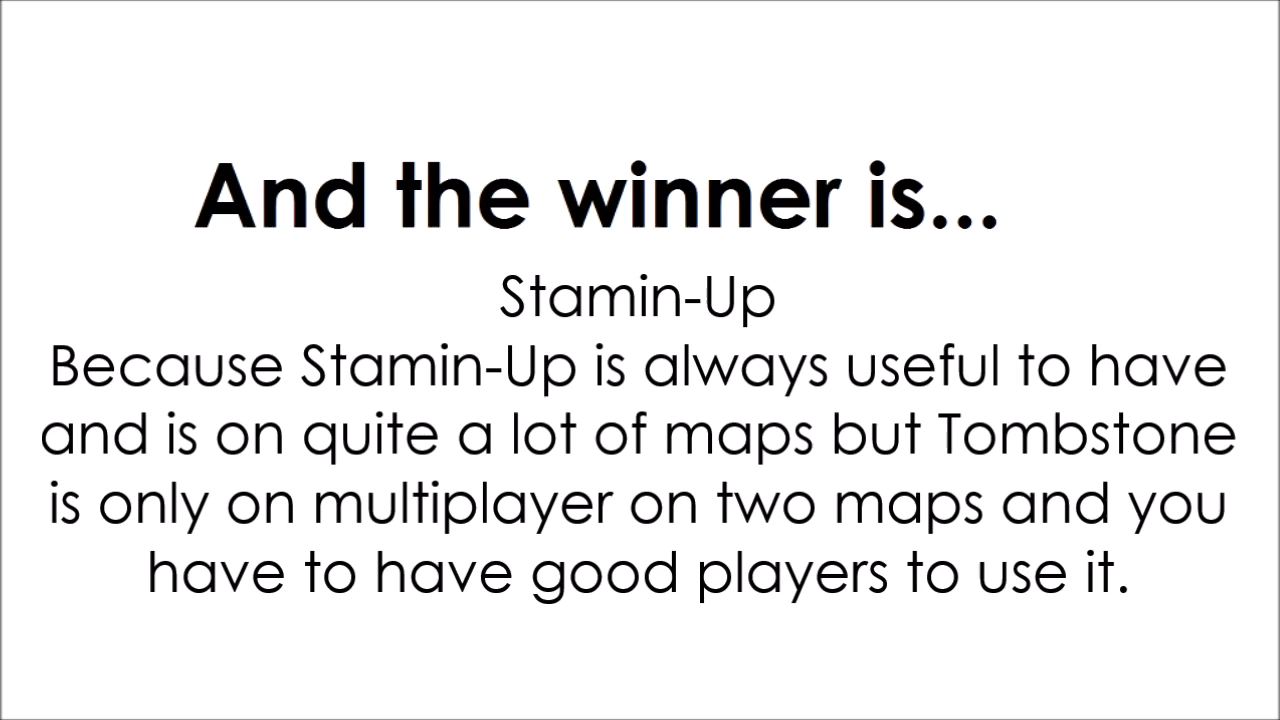 And the winner is...
Stamin-Up
Because Stamin-Up is always useful to have
and is on quite a lot of maps but Tombstone
is only on multiplayer on two maps and you
have to have good players to use it.